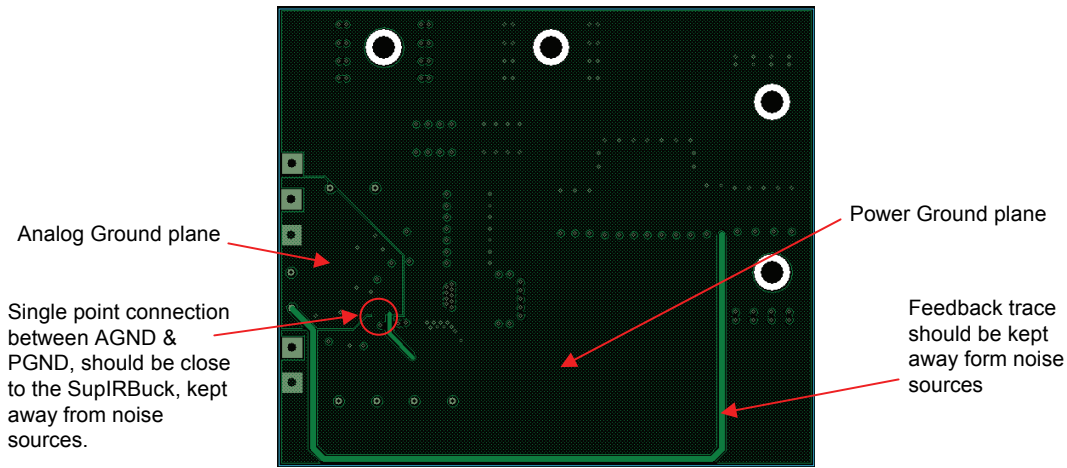 Analog Ground plane
Single point connection
between AGND &
PGND, should be close
to the SupIRBuck, kept
away from noise
sources.
Power Ground plane
Feedback trace
should be kept
away form noise
sources